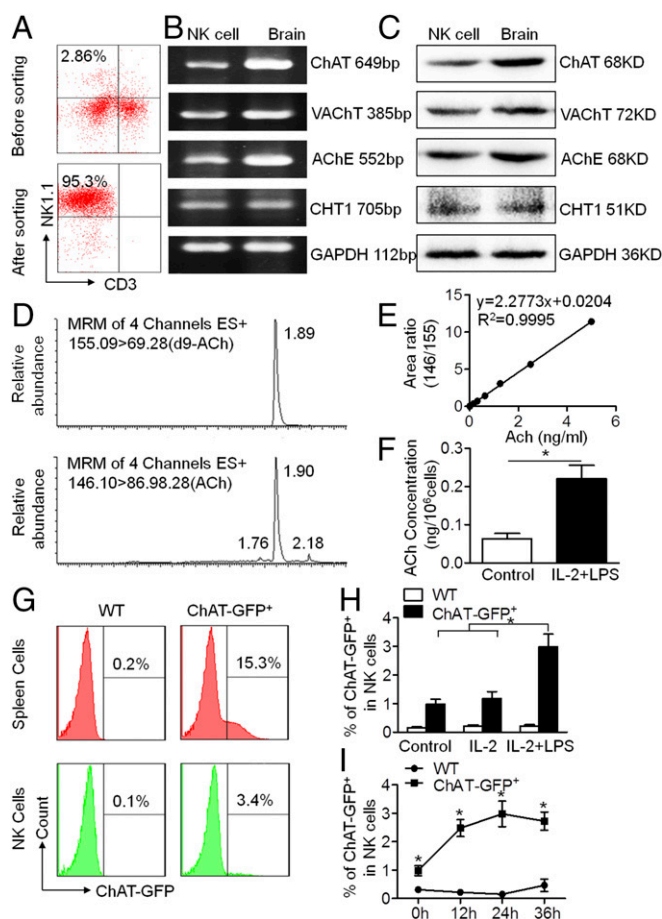 A
2.86%
Before sorting
95.3%
After sorting
NK1.1
CD3
B
NK cell Brain
ChAT 649bp
VAChT 385bp
AChE 552bp
CHT1 705bp
GAPDH 112bp
C
NK cell Brain
ChAT 68KD
VAChT 72KD
AChE 68KD
CHT1 51KD
GAPDH 36KD
D
MRM of 4 Channels ES+
155.09>69.28(d9-ACh)
1.89
Relative
abundance
MRM of 4 Channels ES+
146.10>86.98.28(ACh)
1.90
1.76
2.18
Relative
abundance
E
y=2.2773x+0.0204
R²=0.9995
Area ratio
(146/155)
15
10
5
0
0 2 4 6
Ach (ng/ml)
F
ACh Concentration
(ng/10⁶cells)
0.3
0.2
0.1
0.0
*
Control IL-2+LPS
G
WT ChAT-GFP⁺
Spleen Cells
0.2%
15.3%
NK Cells
0.1%
3.4%
Count
ChAT-GFP
H
WT
ChAT-GFP⁺
% of ChAT-GFP⁺
in NK cells
4
3
2
1
0
*
Control IL-2 IL-2+LPS
I
WT
ChAT-GFP⁺
% of ChAT-GFP⁺
in NK cells
4
3
2
1
0
* * * *
0h 12h 24h 36h